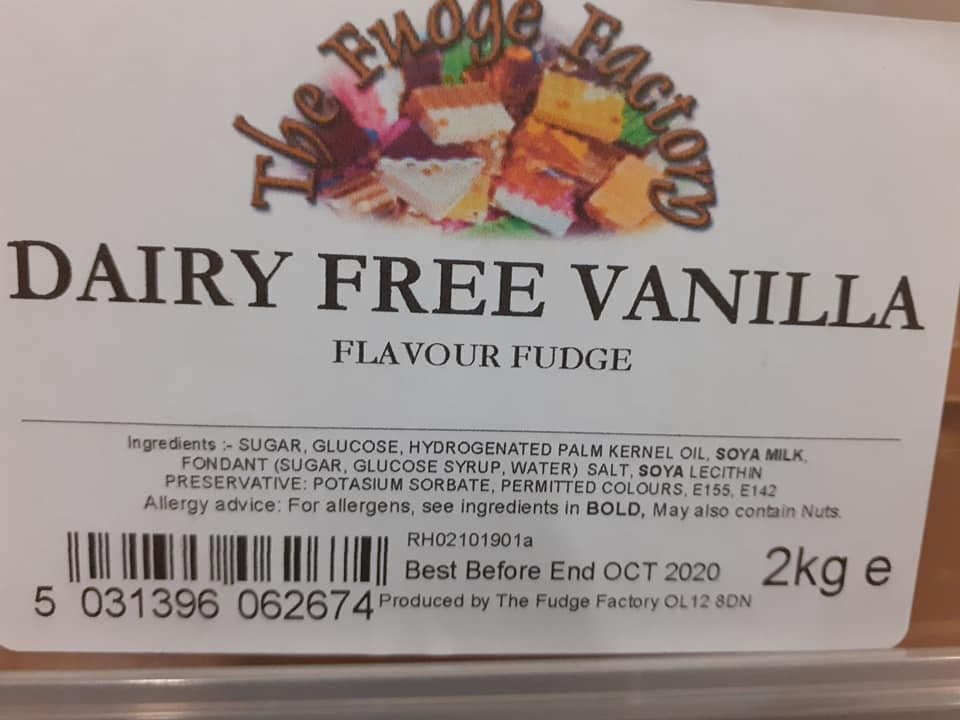 The Fudge Factory
DAIRY FREE VANILLA
FLAVOUR FUDGE
Ingredients :- SUGAR, GLUCOSE, HYDROGENATED PALM KERNEL OIL, SOYA MILK,
FONDANT (SUGAR, GLUCOSE SYRUP, WATER) SALT, SOYA LECITHIN
PRESERVATIVE: POTASIUM SORBATE, PERMITTED COLOURS, E155, E142
Allergy advice: For allergens, see ingredients in BOLD, May also contain Nuts.
RH02101901a
Best Before End OCT 2020
2kg e
5 031396 062674
Produced by The Fudge Factory OL12 8DN